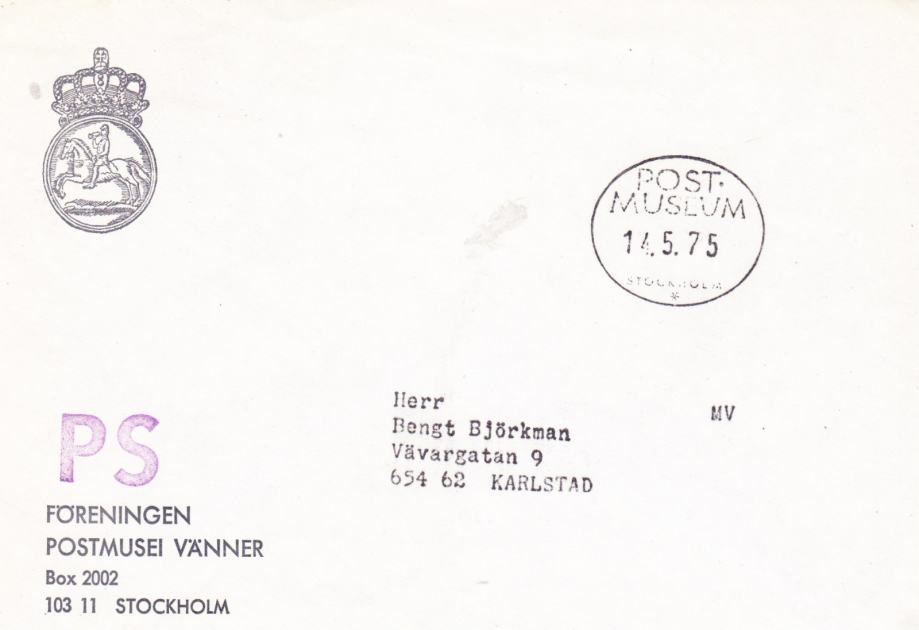 POST-
MUSEUM
14.5.75
STOCKHOLM
*
Herr
Bengt Björkman
Vävargatan 9
654 62 KARLSTAD
MV
PS
FÖRENINGEN
POSTMUSEI VÄNNER
Box 2002
103 11 STOCKHOLM